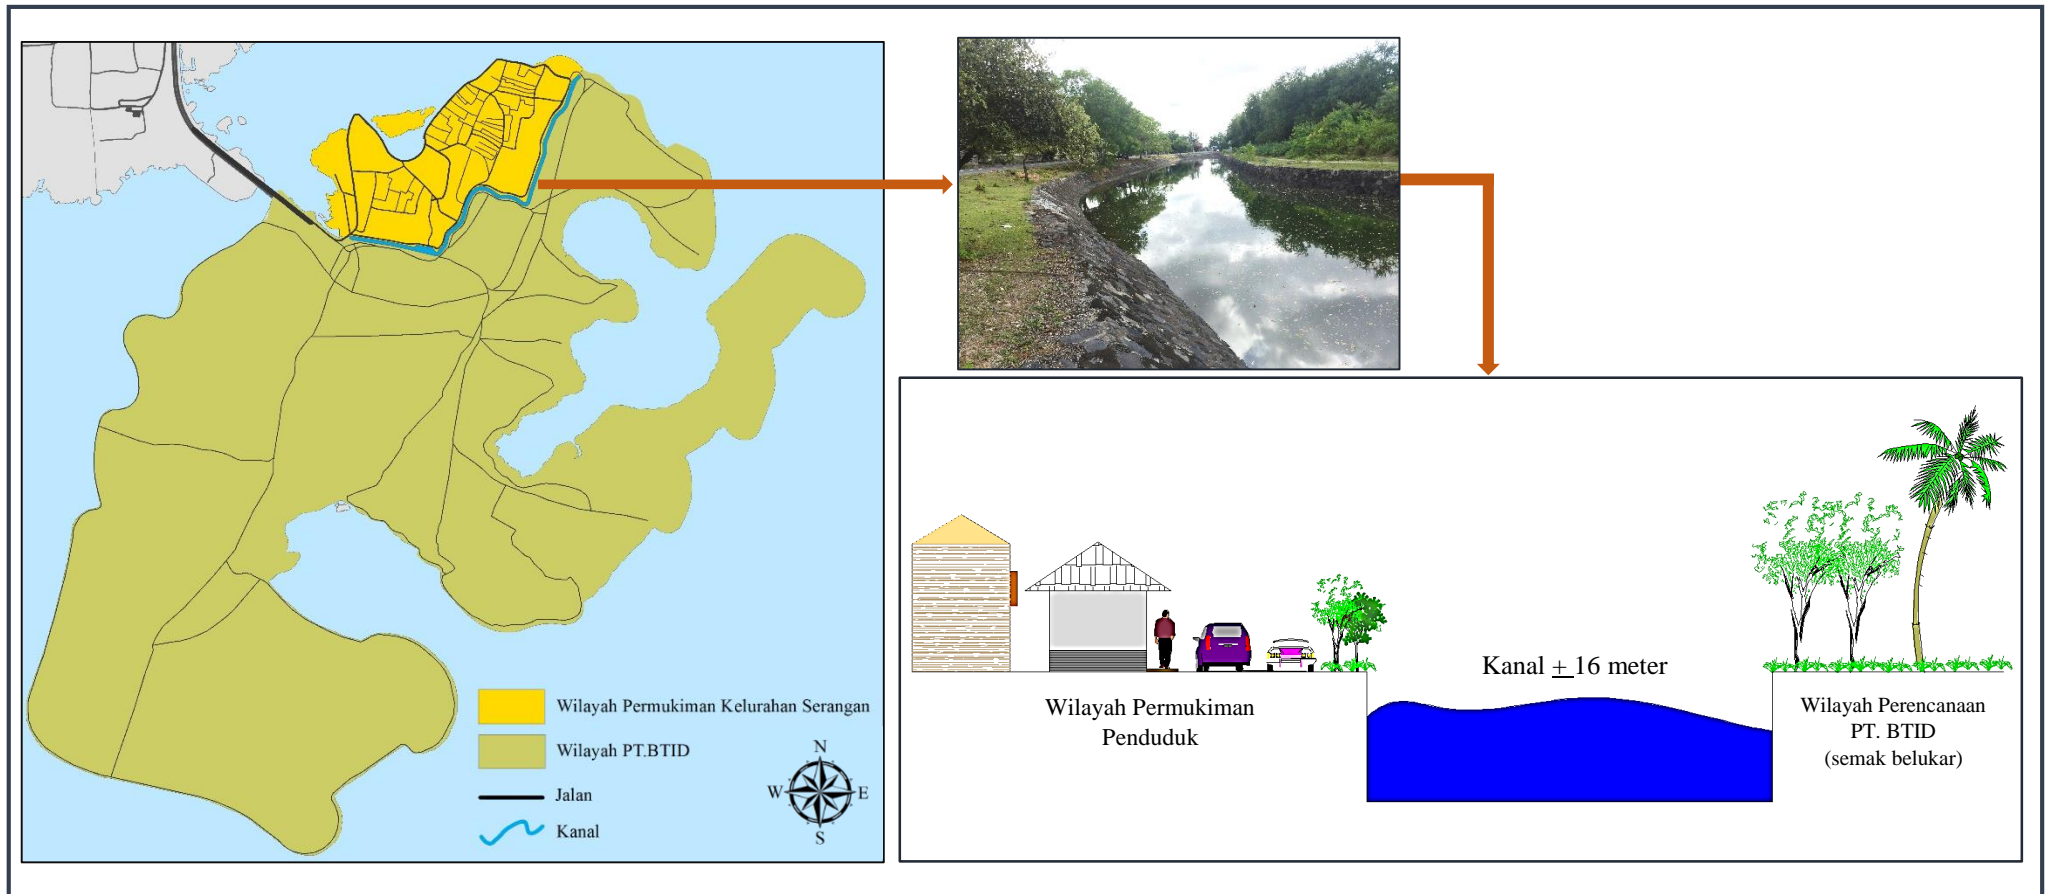 Wilayah Permukiman Kelurahan Serangan
Wilayah PT.BTID
Jalan
Kanal
N
W
E
S
Kanal ± 16 meter
Wilayah Permukiman
Penduduk
Wilayah Perencanaan
PT. BTID
(semak belukar)